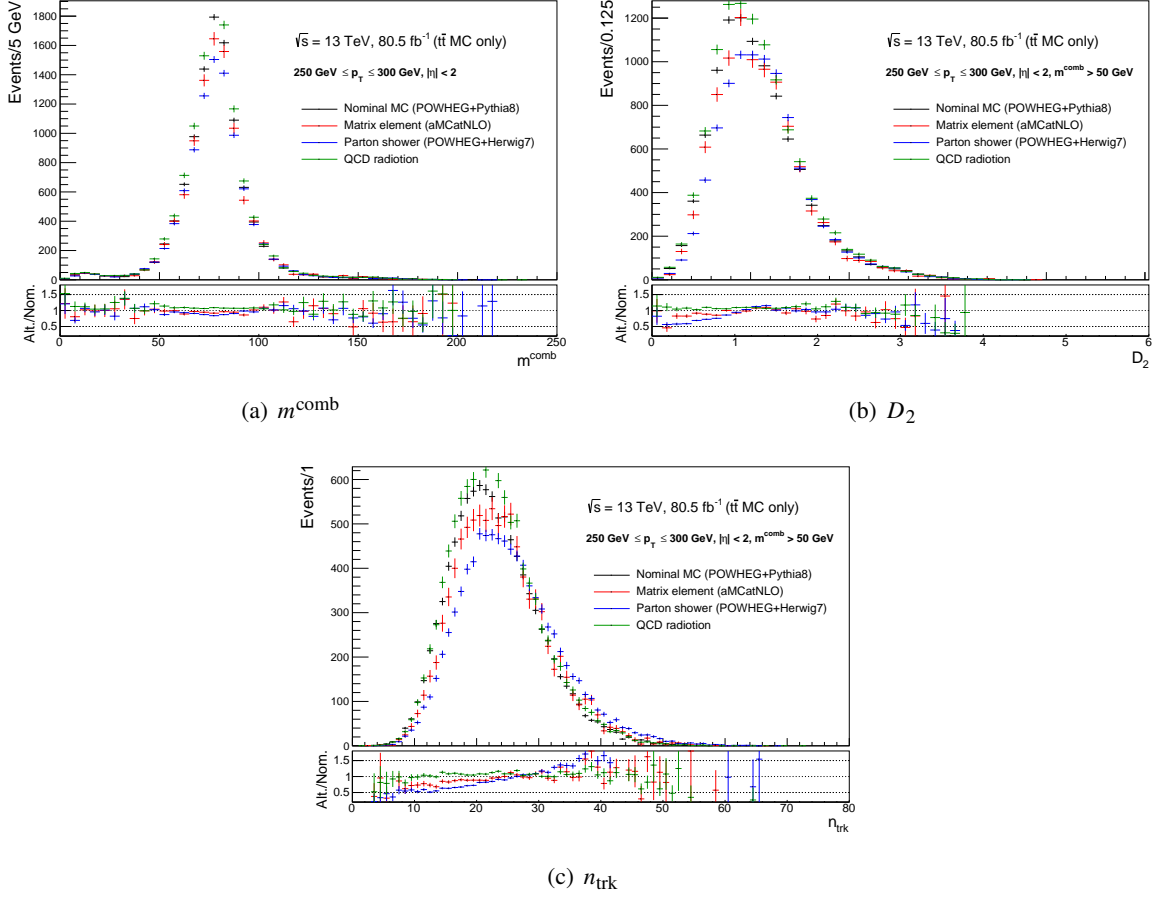 Events/5 GeV
1800
1600
1400
1200
1000
800
600
400
200
0
√s = 13 TeV, 80.5 fb⁻¹ (tt̄ MC only)
250 GeV ≤ p_T ≤ 300 GeV, |η| < 2
Nominal MC (POWHEG+Pythia8)
Matrix element (aMCatNLO)
Parton shower (POWHEG+Herwig7)
QCD radiotion
Alt./Nom.
1.5
1.0
0.5
0 50 100 150 200 250
m^comb
(a) m^comb
Events/0.125
1200
1000
800
600
400
200
0
√s = 13 TeV, 80.5 fb⁻¹ (tt̄ MC only)
250 GeV ≤ p_T ≤ 300 GeV, |η| < 2, m^comb > 50 GeV
Nominal MC (POWHEG+Pythia8)
Matrix element (aMCatNLO)
Parton shower (POWHEG+Herwig7)
QCD radiotion
Alt./Nom.
1.5
1.0
0.5
0 1 2 3 4 5 6
D_2
(b) D_2
Events/1
600
500
400
300
200
100
0
√s = 13 TeV, 80.5 fb⁻¹ (tt̄ MC only)
250 GeV ≤ p_T ≤ 300 GeV, |η| < 2, m^comb > 50 GeV
Nominal MC (POWHEG+Pythia8)
Matrix element (aMCatNLO)
Parton shower (POWHEG+Herwig7)
QCD radiotion
Alt./Nom.
1.5
1.0
0.5
0 10 20 30 40 50 60 70 80
n_trk
(c) n_trk